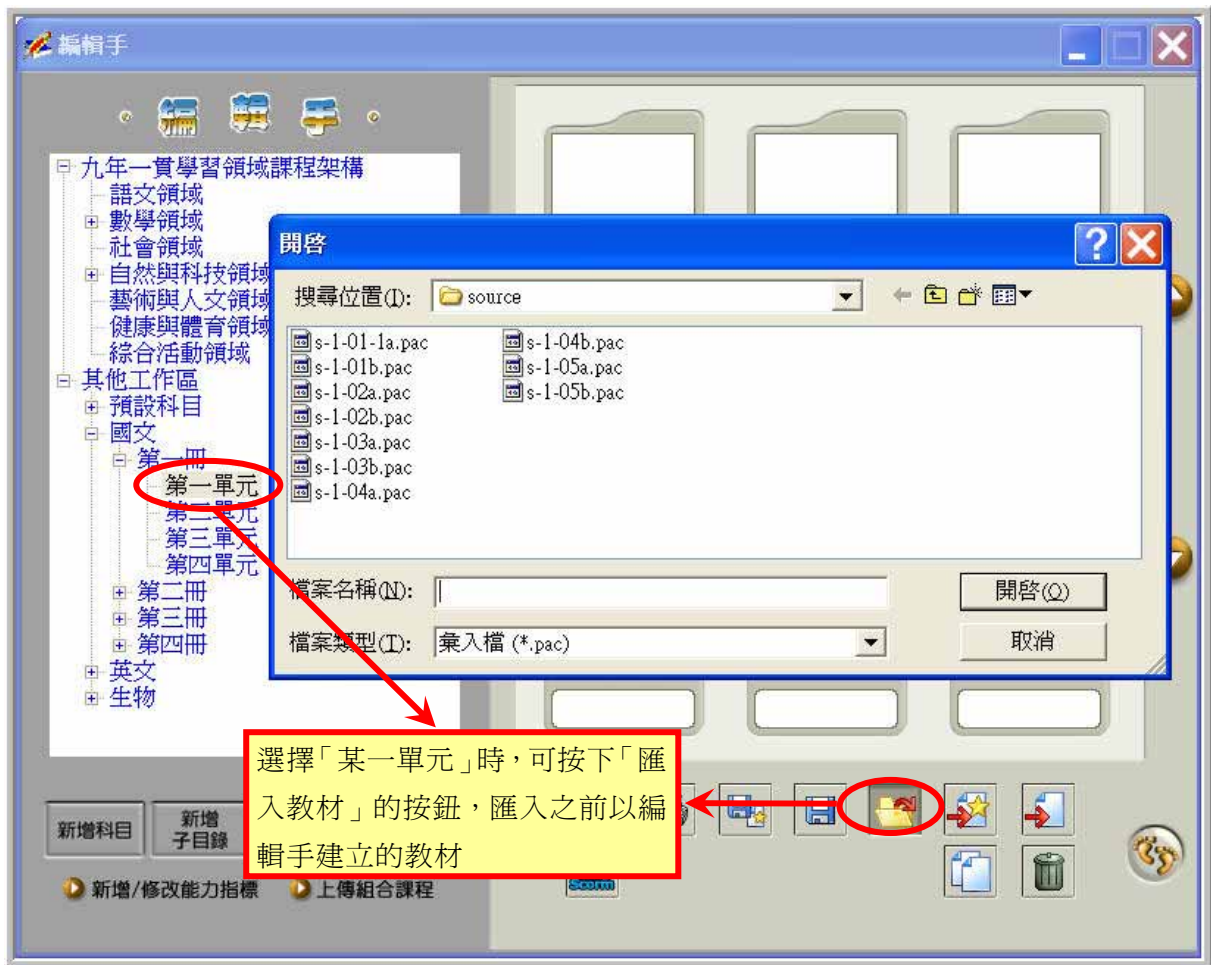 編輯手
編輯手
九年一貫學習領域課程架構
語文領域
數學領域
社會領域
自然與科技領域
藝術與人文領域
健康與體育領域
綜合活動領域
其他工作區
預設科目
國文
第一冊
第一單元
第二單元
第三單元
第四單元
第二冊
第三冊
第四冊
英文
生物
開啓
搜尋位置(I):
source
s-1-01-1a.pac
s-1-01b.pac
s-1-02a.pac
s-1-02b.pac
s-1-03a.pac
s-1-03b.pac
s-1-04a.pac
s-1-04b.pac
s-1-05a.pac
s-1-05b.pac
檔案名稱(N):
開啓(O)
檔案類型(T):
彙入檔 (*.pac)
取消
選擇「某一單元」時，可按下「匯
入教材」的按鈕，匯入之前以編
輯手建立的教材
新增科目
新增
子目錄
新增/修改能力指標
上傳組合課程
Scorm